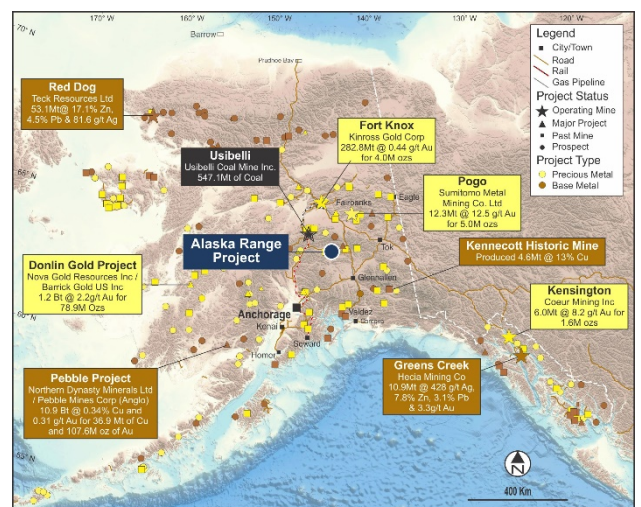 170° W
160° W
150° W
140° W
130° W
120° W
70° N
Barrow
Prudhoe Bay
Legend
City/Town
Road
Rail
Gas Pipeline
Project Status
Operating Mine
Major Project
Past Mine
Prospect
Project Type
Precious Metal
Base Metal
Red Dog
Teck Resources Ltd
53.1Mt@ 17.1% Zn,
4.5% Pb & 81.6 g/t Ag
Fort Knox
Kinross Gold Corp
282.8Mt @ 0.44 g/t Au
for 4.0M ozs
Usibelli
Usibelli Coal Mine Inc.
547.1Mt of Coal
65° N
Pogo
Sumitomo Metal
Mining Co. Ltd
12.3Mt @ 12.5 g/t Au
for 5.0M ozs
Fairbanks
Eagle
Alaska Range
Project
Tok
Kennecott Historic Mine
Produced 4.6Mt @ 13% Cu
Donlin Gold Project
Nova Gold Resources Inc /
Barrick Gold US Inc
1.2 Bt @ 2.2g/t Au for
78.9M Ozs
Glennallen
Kensington
Coeur Mining Inc
6.0Mt @ 8.2 g/t Au for
1.6M ozs
60° N
Anchorage
Valdez
Kenai
Seward
Homer
Pebble Project
Northern Dynasty Minerals Ltd
/ Pebble Mines Corp (Anglo)
10.9 Bt @ 0.34% Cu and
0.31 g/t Au for 36.9 Mt of Cu
and 107.6M oz of Au
Greens Creek
Hecla Mining Co
10.9Mt @ 428 g/t Ag,
7.8% Zn, 3.1% Pb
& 3.3g/t Au
55° N
N
400 Km